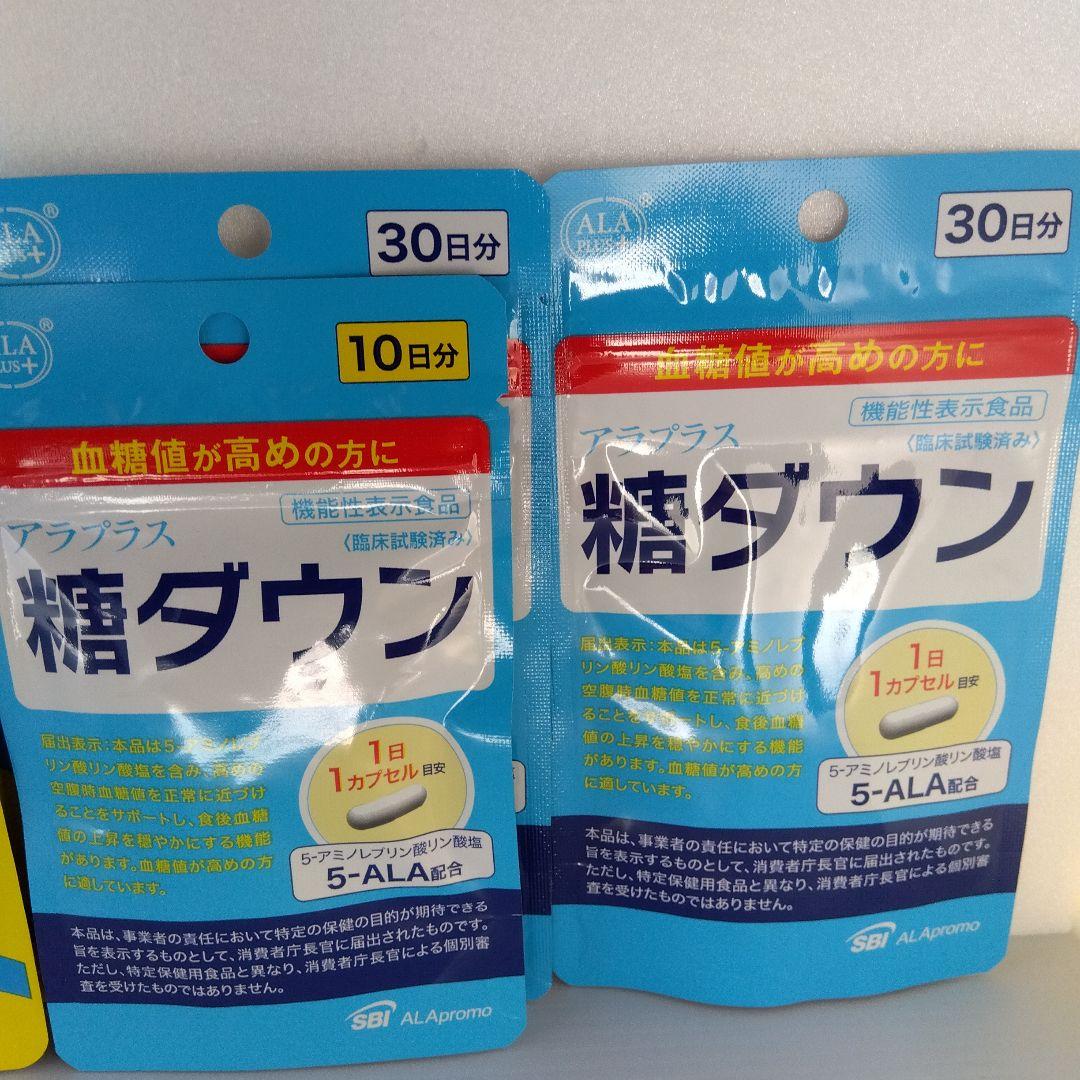 ALA
®
30日分
ALA
PLUS+
®
10日分
血糖値が高めの方に
機能性表示食品
アラプラス
〈臨床試験済み〉
糖ダウン
届出表示：本品は5-アミノレブ
リン酸リン酸塩を含み、高めの
空腹時血糖値を正常に近づけ
ることをサポートし、食後血糖
値の上昇を穏やかにする機能
があります。血糖値が高めの方
に適しています。
1日
1カプセル 目安
5-アミノレブリン酸リン酸塩
5-ALA配合
本品は、事業者の責任において特定の保健の目的が期待できる
旨を表示するものとして、消費者庁長官に届出されたものです。
ただし、特定保健用食品と異なり、消費者庁長官による個別審
査を受けたものではありません。
SBI ALApromo
ALA
PLUS+
®
30日分
血糖値が高めの方に
機能性表示食品
アラプラス
〈臨床試験済み〉
糖ダウン
届出表示：本品は5-アミノレブ
リン酸リン酸塩を含み、高めの
空腹時血糖値を正常に近づけ
ることをサポートし、食後血糖
値の上昇を穏やかにする機能
があります。血糖値が高めの方
に適しています。
1日
1カプセル 目安
5-アミノレブリン酸リン酸塩
5-ALA配合
本品は、事業者の責任において特定の保健の目的が期待できる
旨を表示するものとして、消費者庁長官に届出されたものです。
ただし、特定保健用食品と異なり、消費者庁長官による個別審
査を受けたものではありません。
SBI ALApromo